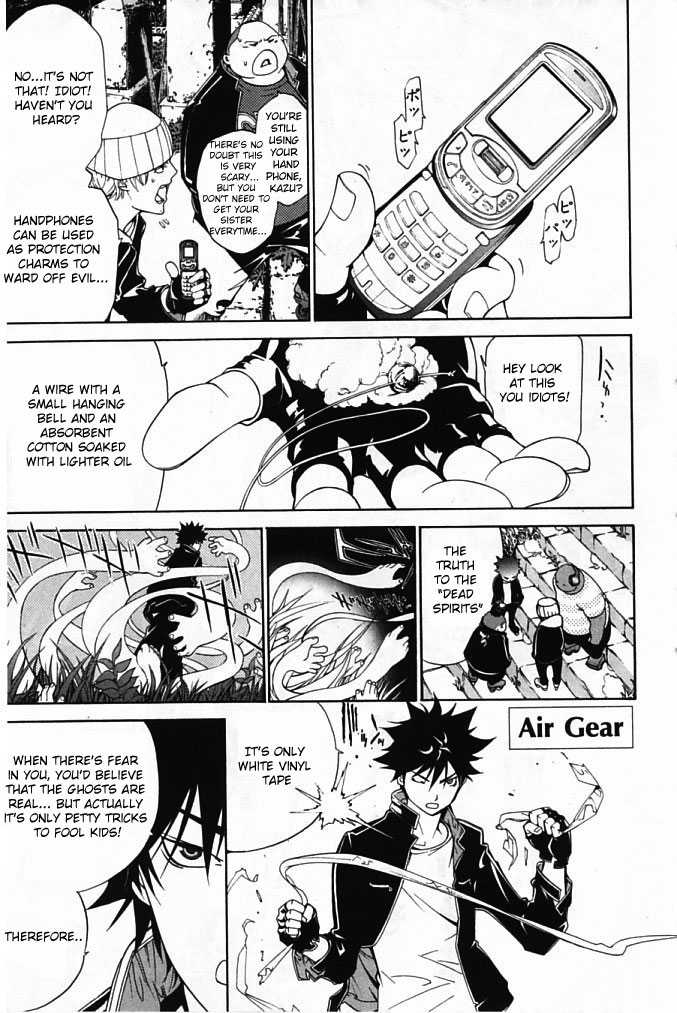 ポッ
ピッ
ピッ
パッ
YOU'RE
STILL
USING
YOUR
HAND
PHONE,
KAZU?
THERE'S NO
DOUBT THIS
IS VERY
SCARY...
BUT YOU
DON'T NEED TO
GET YOUR
SISTER
EVERYTIME...
NO...IT'S NOT
THAT! IDIOT!
HAVEN'T YOU
HEARD?
HANDPHONES
CAN BE USED
AS PROTECTION
CHARMS TO
WARD OFF EVIL...
HEY LOOK
AT THIS
YOU IDIOTS!
A WIRE WITH A
SMALL HANGING
BELL AND AN
ABSORBENT
COTTON SOAKED
WITH LIGHTER OIL
THE
TRUTH TO
THE
"DEAD
SPIRITS"
Air Gear
IT'S ONLY
WHITE VINYL
TAPE
WHEN THERE'S FEAR
IN YOU, YOU'D BELIEVE
THAT THE GHOSTS ARE
REAL... BUT ACTUALLY
IT'S ONLY PETTY TRICKS
TO FOOL KIDS!
THEREFORE..